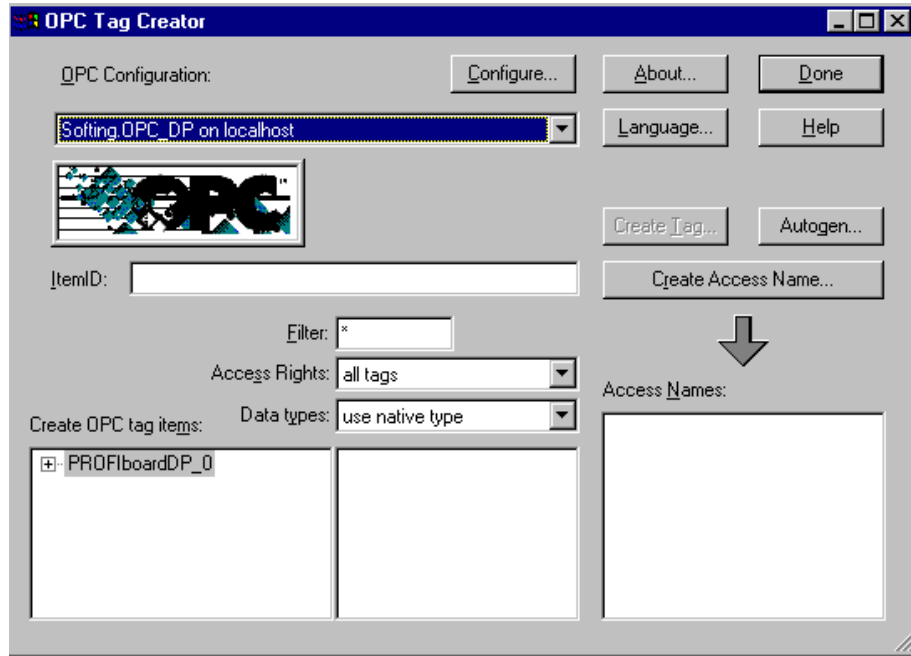 OPC Tag Creator
OPC Configuration:
Configure...
About...
Done
Softing.OPC_DP on localhost
Language...
Help
OPC
Create Tag...
Autogen...
ItemID:
Create Access Name...
Filter: *
Access Rights: all tags
Access Names:
Data types: use native type
Create OPC tag items:
PROFIboardDP_0